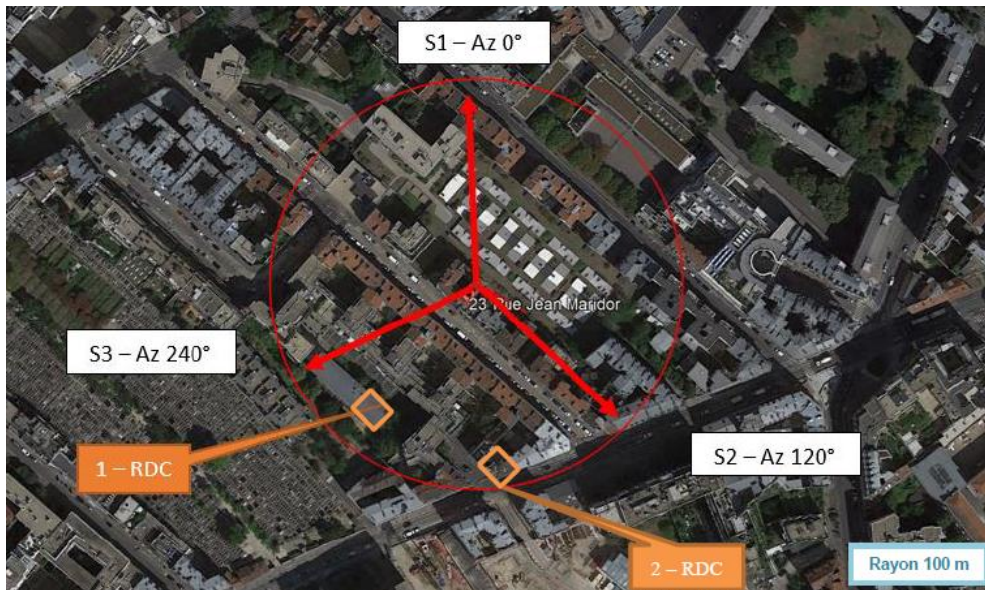 S1 – Az 0°
23 Rue Jean Maridor
S3 – Az 240°
S2 – Az 120°
1 – RDC
2 – RDC
Rayon 100 m